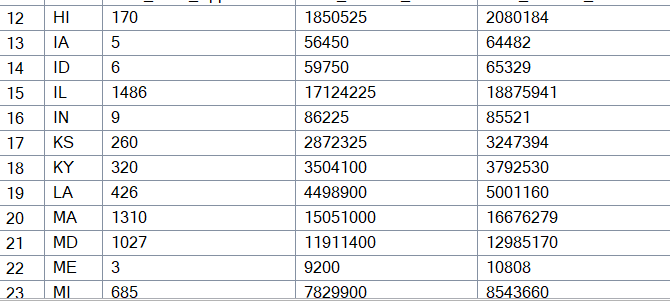 12 HI 170 1850525 2080184
13 IA 5 56450 64482
14 ID 6 59750 65329
15 IL 1486 17124225 18875941
16 IN 9 86225 85521
17 KS 260 2872325 3247394
18 KY 320 3504100 3792530
19 LA 426 4498900 5001160
20 MA 1310 15051000 16676279
21 MD 1027 11911400 12985170
22 ME 3 9200 10808
23 MI 685 7829900 8543660